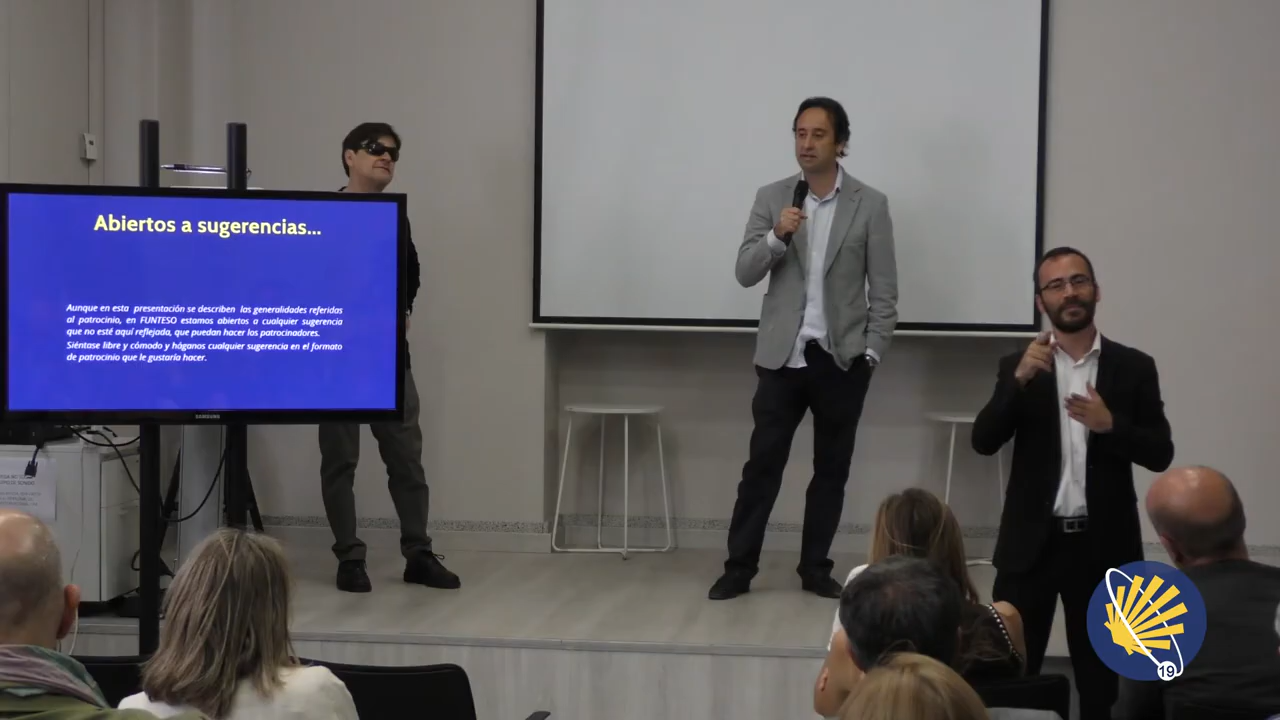 Abiertos a sugerencias...
Aunque en esta presentación se describen las generalidades referidas
al patrocinio, en FUNTESO estamos abiertos a cualquier sugerencia
que no esté aquí reflejada, que puedan hacer los patrocinadores.
Siéntase libre y cómodo y háganos cualquier sugerencia en el formato
de patrocinio que le gustaría hacer.
SAMSUNG
19